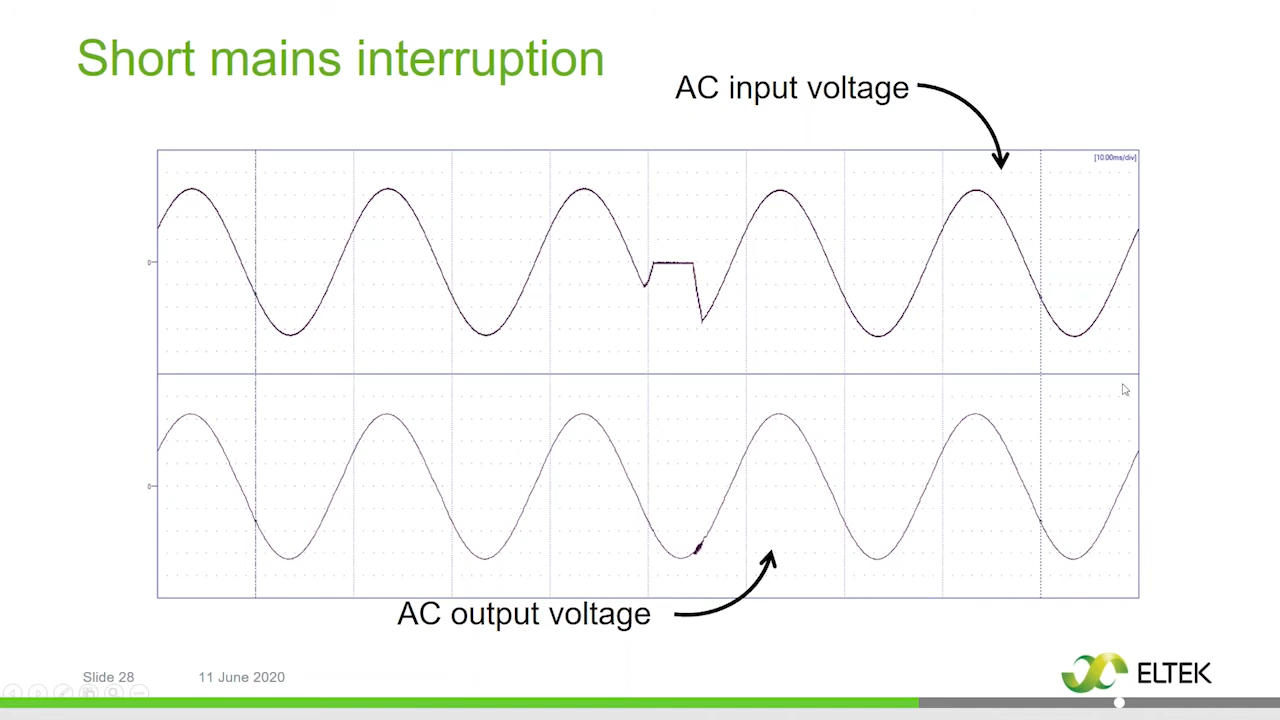 Short mains interruption
AC input voltage
[10.00ms/div]
0
0
AC output voltage
Slide 28
11 June 2020
ELTEK